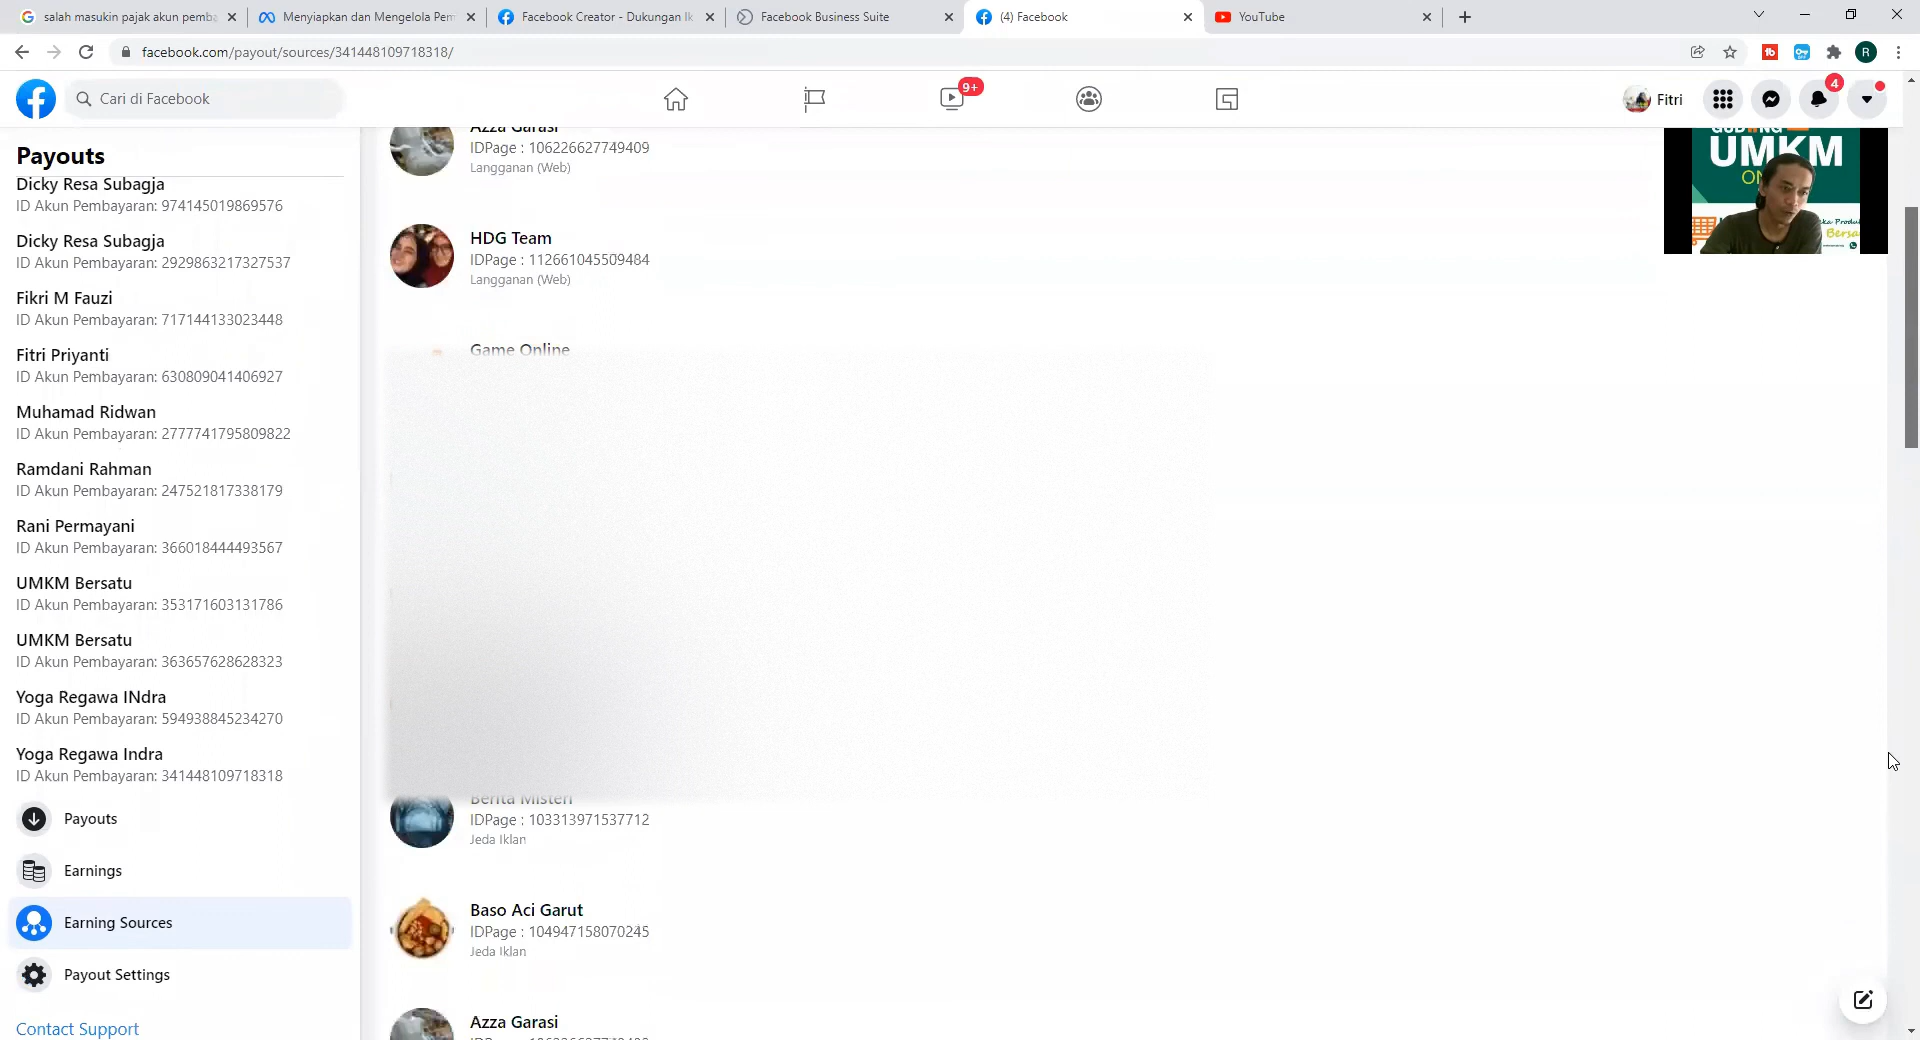 salah masukin pajak akun pemba
Menyiapkan dan Mengelola Pem
Facebook Creator - Dukungan Ik
Facebook Business Suite
(4) Facebook
YouTube
facebook.com/payout/sources/341448109718318/
Cari di Facebook
9+
Fitri
4
Payouts
Dicky Resa Subagja
ID Akun Pembayaran: 974145019869576
Dicky Resa Subagja
ID Akun Pembayaran: 2929863217327537
Fikri M Fauzi
ID Akun Pembayaran: 717144133023448
Fitri Priyanti
ID Akun Pembayaran: 630809041406927
Muhamad Ridwan
ID Akun Pembayaran: 2777741795809822
Ramdani Rahman
ID Akun Pembayaran: 247521817338179
Rani Permayani
ID Akun Pembayaran: 366018444493567
UMKM Bersatu
ID Akun Pembayaran: 353171603131786
UMKM Bersatu
ID Akun Pembayaran: 363657628628323
Yoga Regawa INdra
ID Akun Pembayaran: 594938845234270
Yoga Regawa Indra
ID Akun Pembayaran: 341448109718318
Payouts
Earnings
Earning Sources
Payout Settings
Contact Support
Azza Garasi
IDPage : 106226627749409
Langganan (Web)
HDG Team
IDPage : 112661045509484
Langganan (Web)
Game Online
Berita Misteri
IDPage : 103313971537712
Jeda Iklan
Baso Aci Garut
IDPage : 104947158070245
Jeda Iklan
Azza Garasi
UMKM